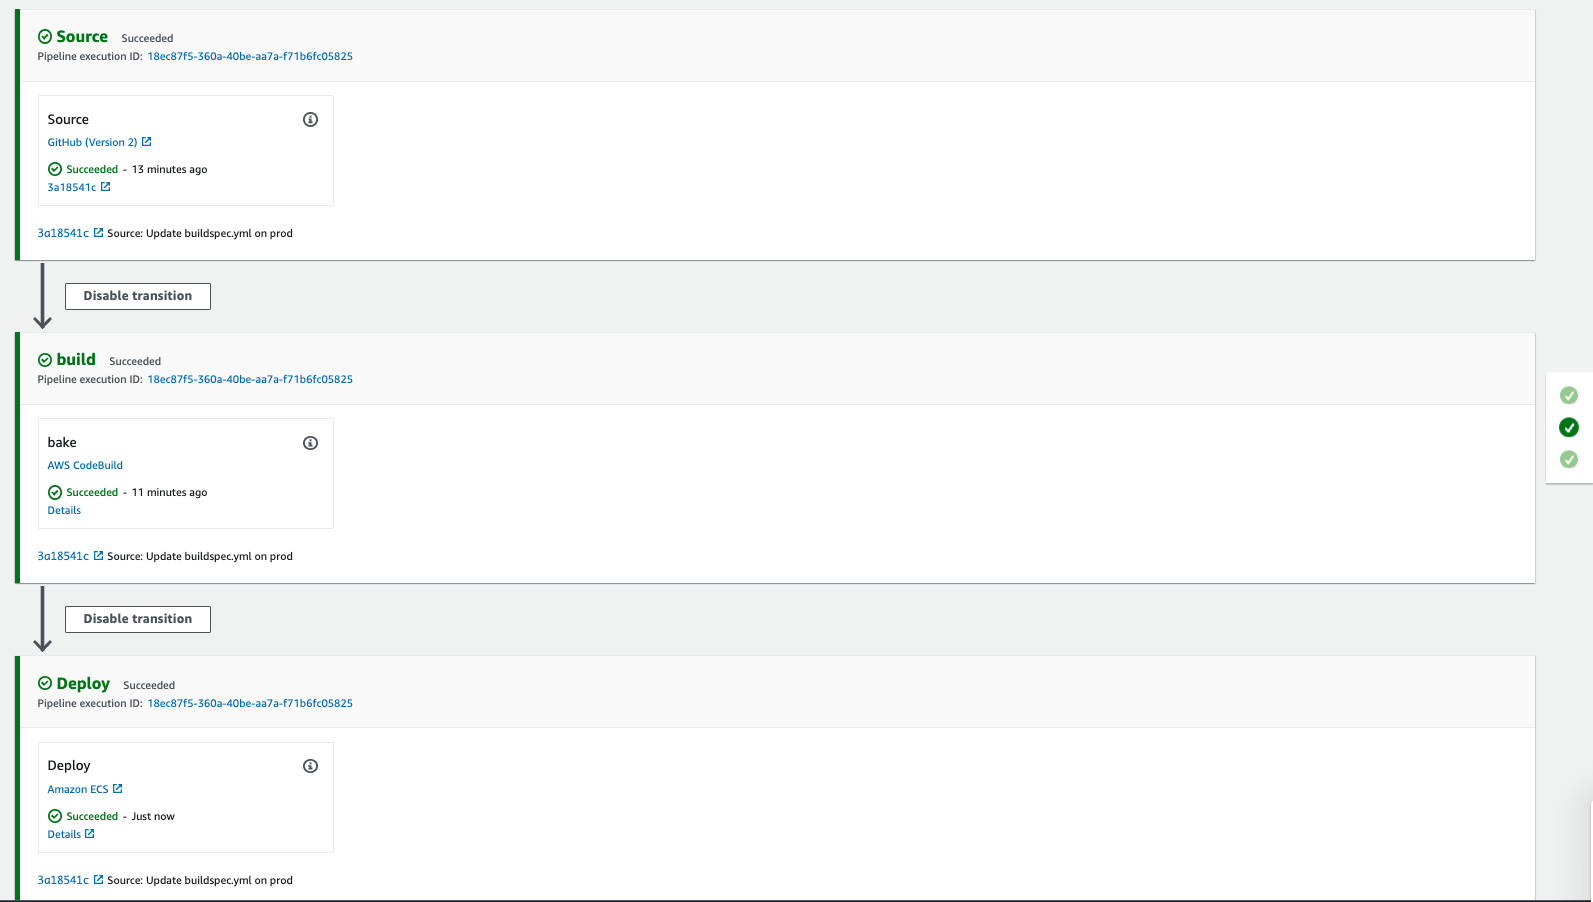 Source Succeeded
Pipeline execution ID: 18ec87f5-360a-40be-aa7a-f71b6fc05825
Source
GitHub (Version 2)
Succeeded - 13 minutes ago
3a18541c
3a18541c Source: Update buildspec.yml on prod
Disable transition
build Succeeded
Pipeline execution ID: 18ec87f5-360a-40be-aa7a-f71b6fc05825
bake
AWS CodeBuild
Succeeded - 11 minutes ago
Details
3a18541c Source: Update buildspec.yml on prod
Disable transition
Deploy Succeeded
Pipeline execution ID: 18ec87f5-360a-40be-aa7a-f71b6fc05825
Deploy
Amazon ECS
Succeeded - Just now
Details
3a18541c Source: Update buildspec.yml on prod